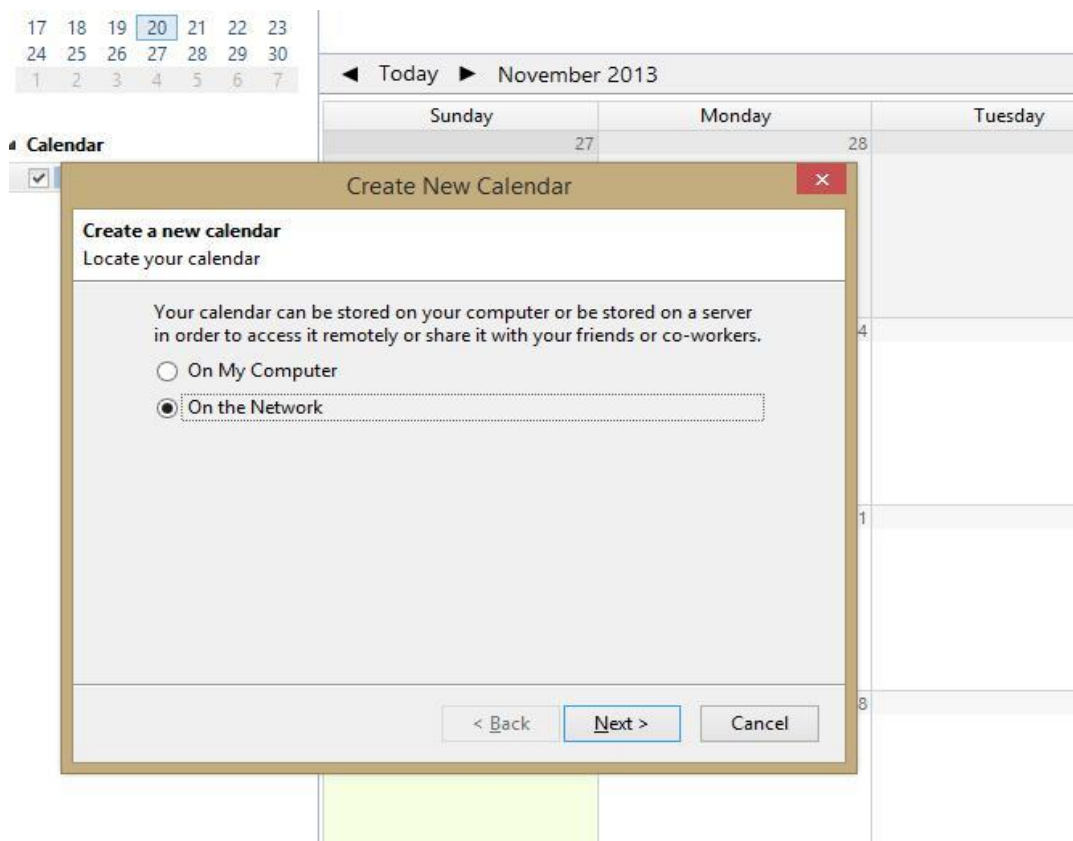 17 18 19 20 21 22 23
24 25 26 27 28 29 30
1 2 3 4 5 6 7
Calendar
◀ Today ▶ November 2013
Sunday Monday Tuesday
27 28
Create New Calendar
Create a new calendar
Locate your calendar
Your calendar can be stored on your computer or be stored on a server
in order to access it remotely or share it with your friends or co-workers.
On My Computer
On the Network
< Back Next > Cancel
4
1
8